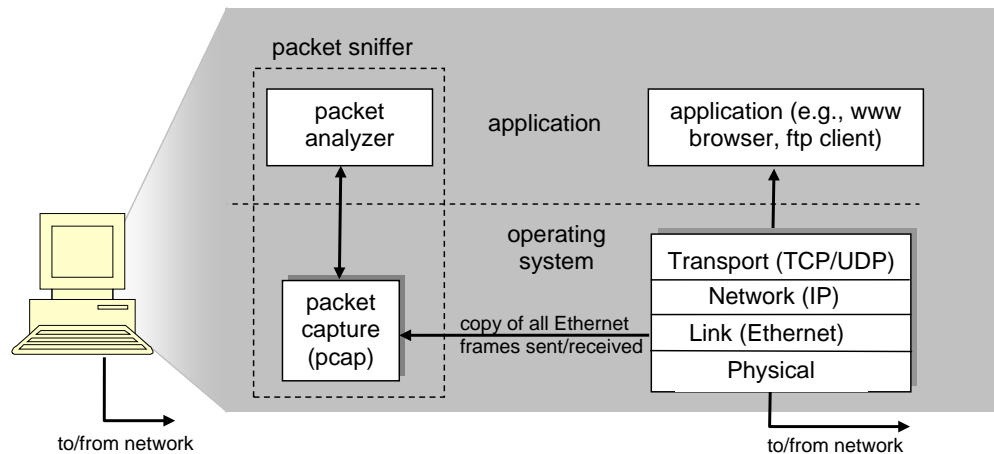 packet sniffer
packet
analyzer
application
application (e.g., www
browser, ftp client)
operating
system
packet
capture
(pcap)
copy of all Ethernet
frames sent/received
Transport (TCP/UDP)
Network (IP)
Link (Ethernet)
Physical
to/from network
to/from network